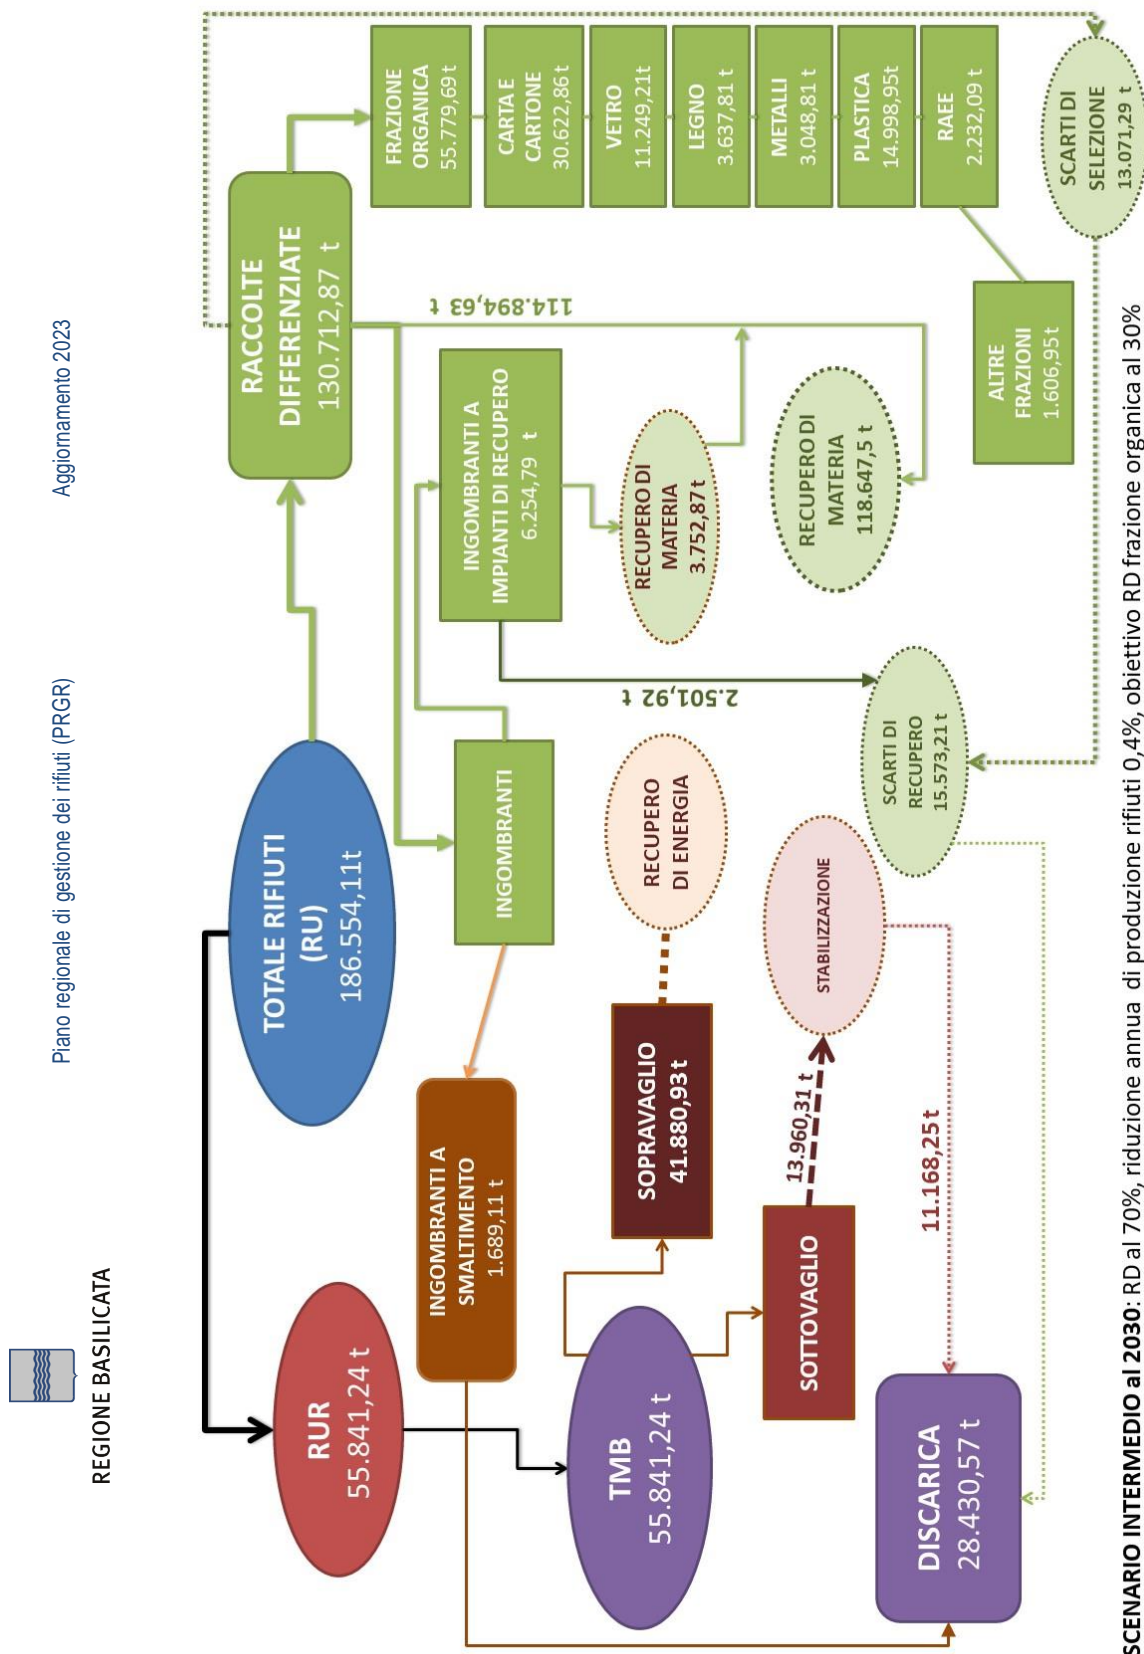 REGIONE BASILICATA
Piano regionale di gestione dei rifiuti (PRGR)
Aggiornamento 2023
TOTALE RIFIUTI
(RU)
186.554,11t
RUR
55.841,24 t
RACCOLTE
DIFFERENZIATE
130.712,87 t
FRAZIONE
ORGANICA
55.779,69 t
CARTA E
CARTONE
30.622,86 t
VETRO
11.249,21t
LEGNO
3.637,81 t
METALLI
3.048,81 t
PLASTICA
14.998,95t
RAEE
2.232,09 t
ALTRE
FRAZIONI
1.606,95t
SCARTI DI
SELEZIONE
13.071,29 t
114.894,63 t
INGOMBRANTI A
SMALTIMENTO
1.689,11 t
INGOMBRANTI
INGOMBRANTI A
IMPIANTI DI RECUPERO
6.254,79 t
RECUPERO DI
MATERIA
3.752,87 t
RECUPERO DI
MATERIA
118.647,5 t
2.501,92 t
TMB
55.841,24 t
SOPRAVAGLIO
41.880,93 t
RECUPERO
DI ENERGIA
SOTTOVAGLIO
13.960,31 t
STABILIZZAZIONE
SCARTI DI
RECUPERO
15.573,21 t
11.168,25 t
DISCARICA
28.430,57 t
SCENARIO INTERMEDIO al 2030: RD al 70%, riduzione annua di produzione rifiuti 0,4%, obiettivo RD frazione organica al 30%